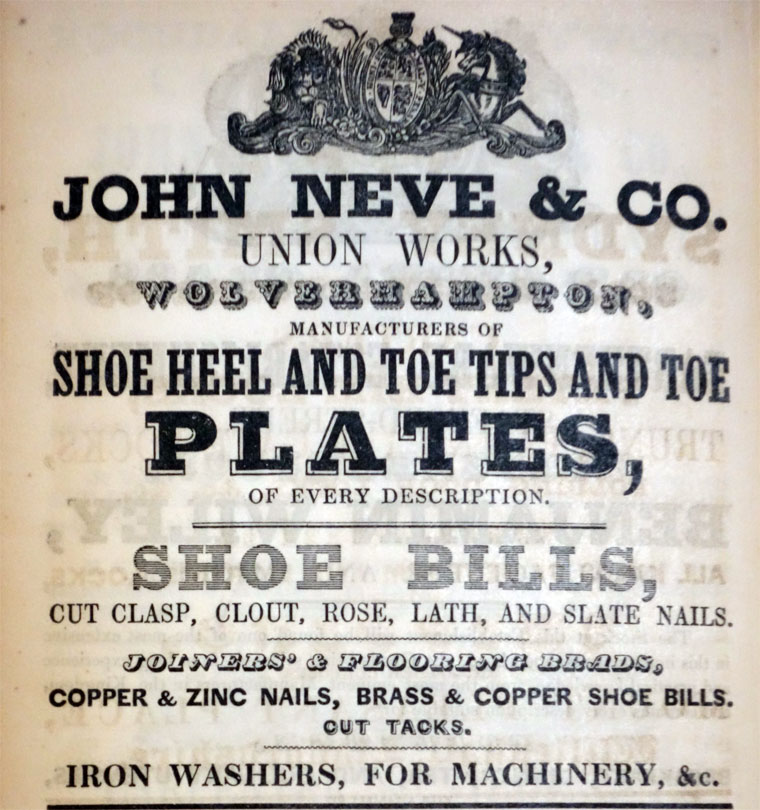 JOHN NEVE & CO.
UNION WORKS,
WOLVERHAMPTON,
MANUFACTURERS OF
SHOE HEEL AND TOE TIPS AND TOE
PLATES,
OF EVERY DESCRIPTION.
SHOE BILLS,
CUT CLASP, CLOUT, ROSE, LATH, AND SLATE NAILS.
JOINERS' & FLOORING BRADS,
COPPER & ZINC NAILS, BRASS & COPPER SHOE BILLS.
CUT TACKS.
IRON WASHERS, FOR MACHINERY, &c.